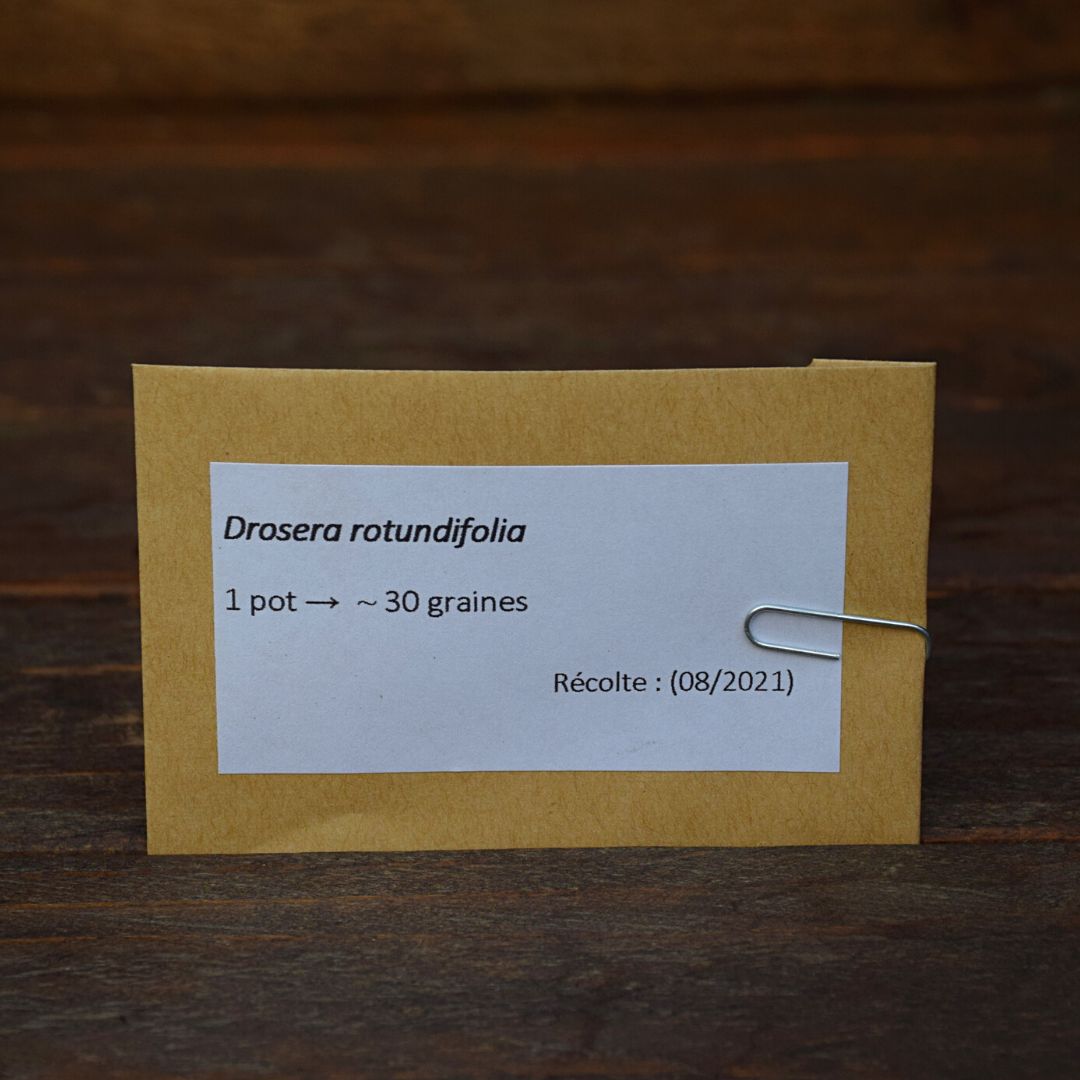 Drosera rotundifolia
1 pot → ~ 30 graines
Récolte : (08/2021)